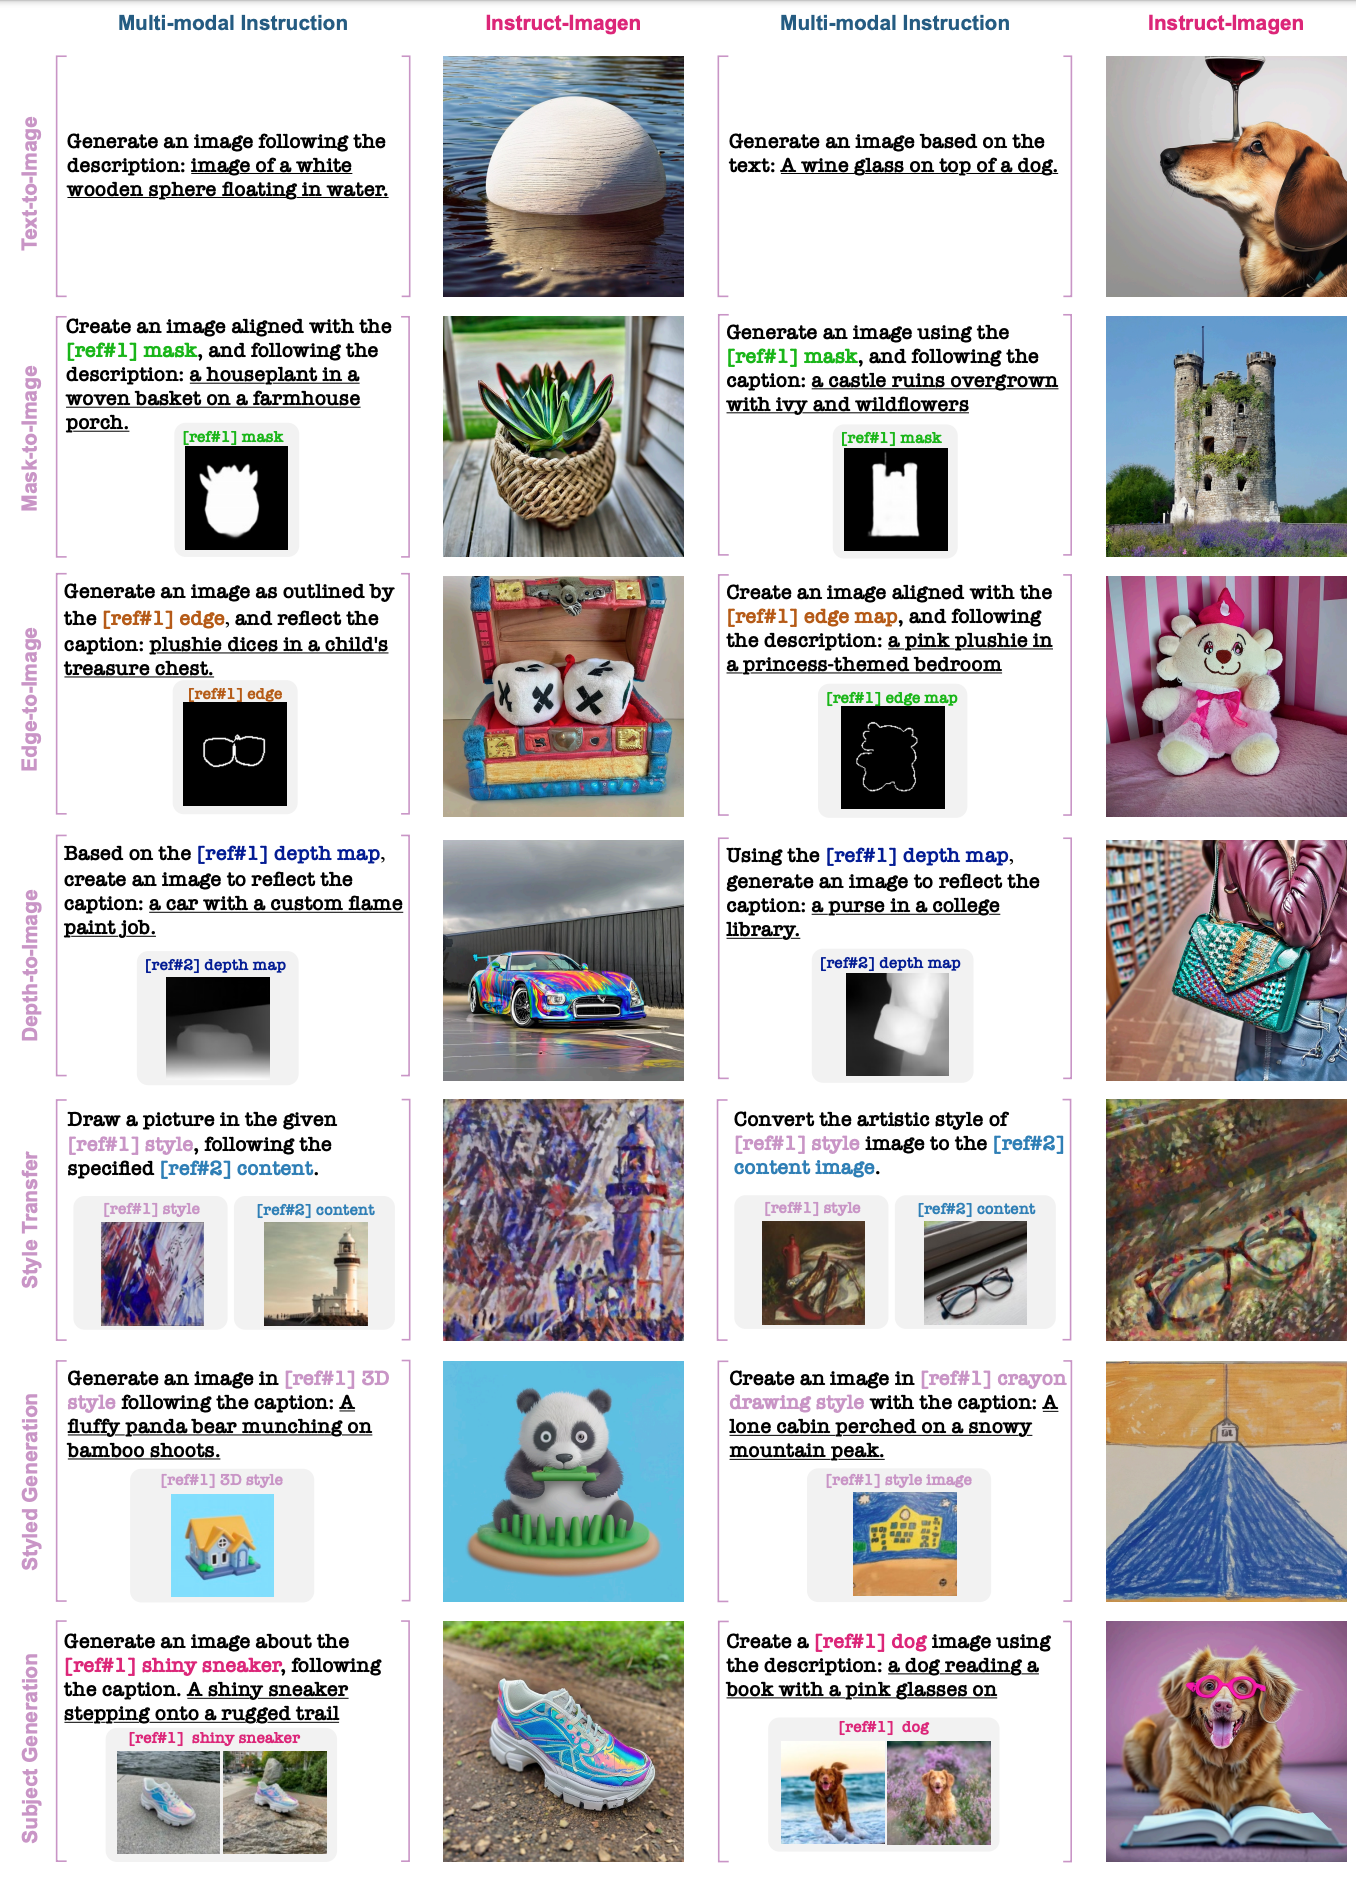 Multi-modal Instruction
Instruct-Imagen
Multi-modal Instruction
Instruct-Imagen
Text-to-Image
Generate an image following the
description: image of a white
wooden sphere floating in water.
Generate an image based on the
text: A wine glass on top of a dog.
Mask-to-Image
Create an image aligned with the
[ref#1] mask, and following the
description: a houseplant in a
woven basket on a farmhouse
porch.
[ref#1] mask
Generate an image using the
[ref#1] mask, and following the
caption: a castle ruins overgrown
with ivy and wildflowers
[ref#1] mask
Edge-to-Image
Generate an image as outlined by
the [ref#1] edge, and reflect the
caption: plushie dices in a child's
treasure chest.
[ref#1] edge
Create an image aligned with the
[ref#1] edge map, and following
the description: a pink plushie in
a princess-themed bedroom
[ref#1] edge map
Depth-to-Image
Based on the [ref#1] depth map,
create an image to reflect the
caption: a car with a custom flame
paint job.
[ref#2] depth map
Using the [ref#1] depth map,
generate an image to reflect the
caption: a purse in a college
library.
[ref#2] depth map
Style Transfer
Draw a picture in the given
[ref#1] style, following the
specified [ref#2] content.
[ref#1] style
[ref#2] content
Convert the artistic style of
[ref#1] style image to the [ref#2]
content image.
[ref#1] style
[ref#2] content
Styled Generation
Generate an image in [ref#1] 3D
style following the caption: A
fluffy panda bear munching on
bamboo shoots.
[ref#1] 3D style
Create an image in [ref#1] crayon
drawing style with the caption: A
lone cabin perched on a snowy
mountain peak.
[ref#1] style image
Subject Generation
Generate an image about the
[ref#1] shiny sneaker, following
the caption. A shiny sneaker
stepping onto a rugged trail
[ref#1] shiny sneaker
Create a [ref#1] dog image using
the description: a dog reading a
book with a pink glasses on
[ref#1] dog